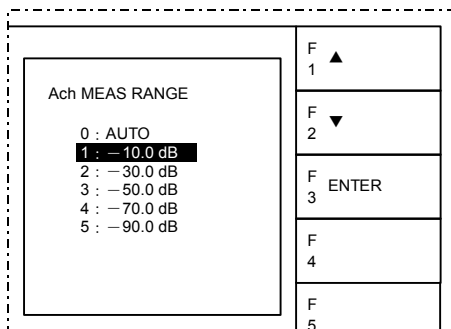 Ach MEAS RANGE
0 : AUTO
1 : －10.0 dB
2 : －30.0 dB
3 : －50.0 dB
4 : －70.0 dB
5 : －90.0 dB
F
1 ▲
F
2 ▼
F
3 ENTER
F
4
F
5